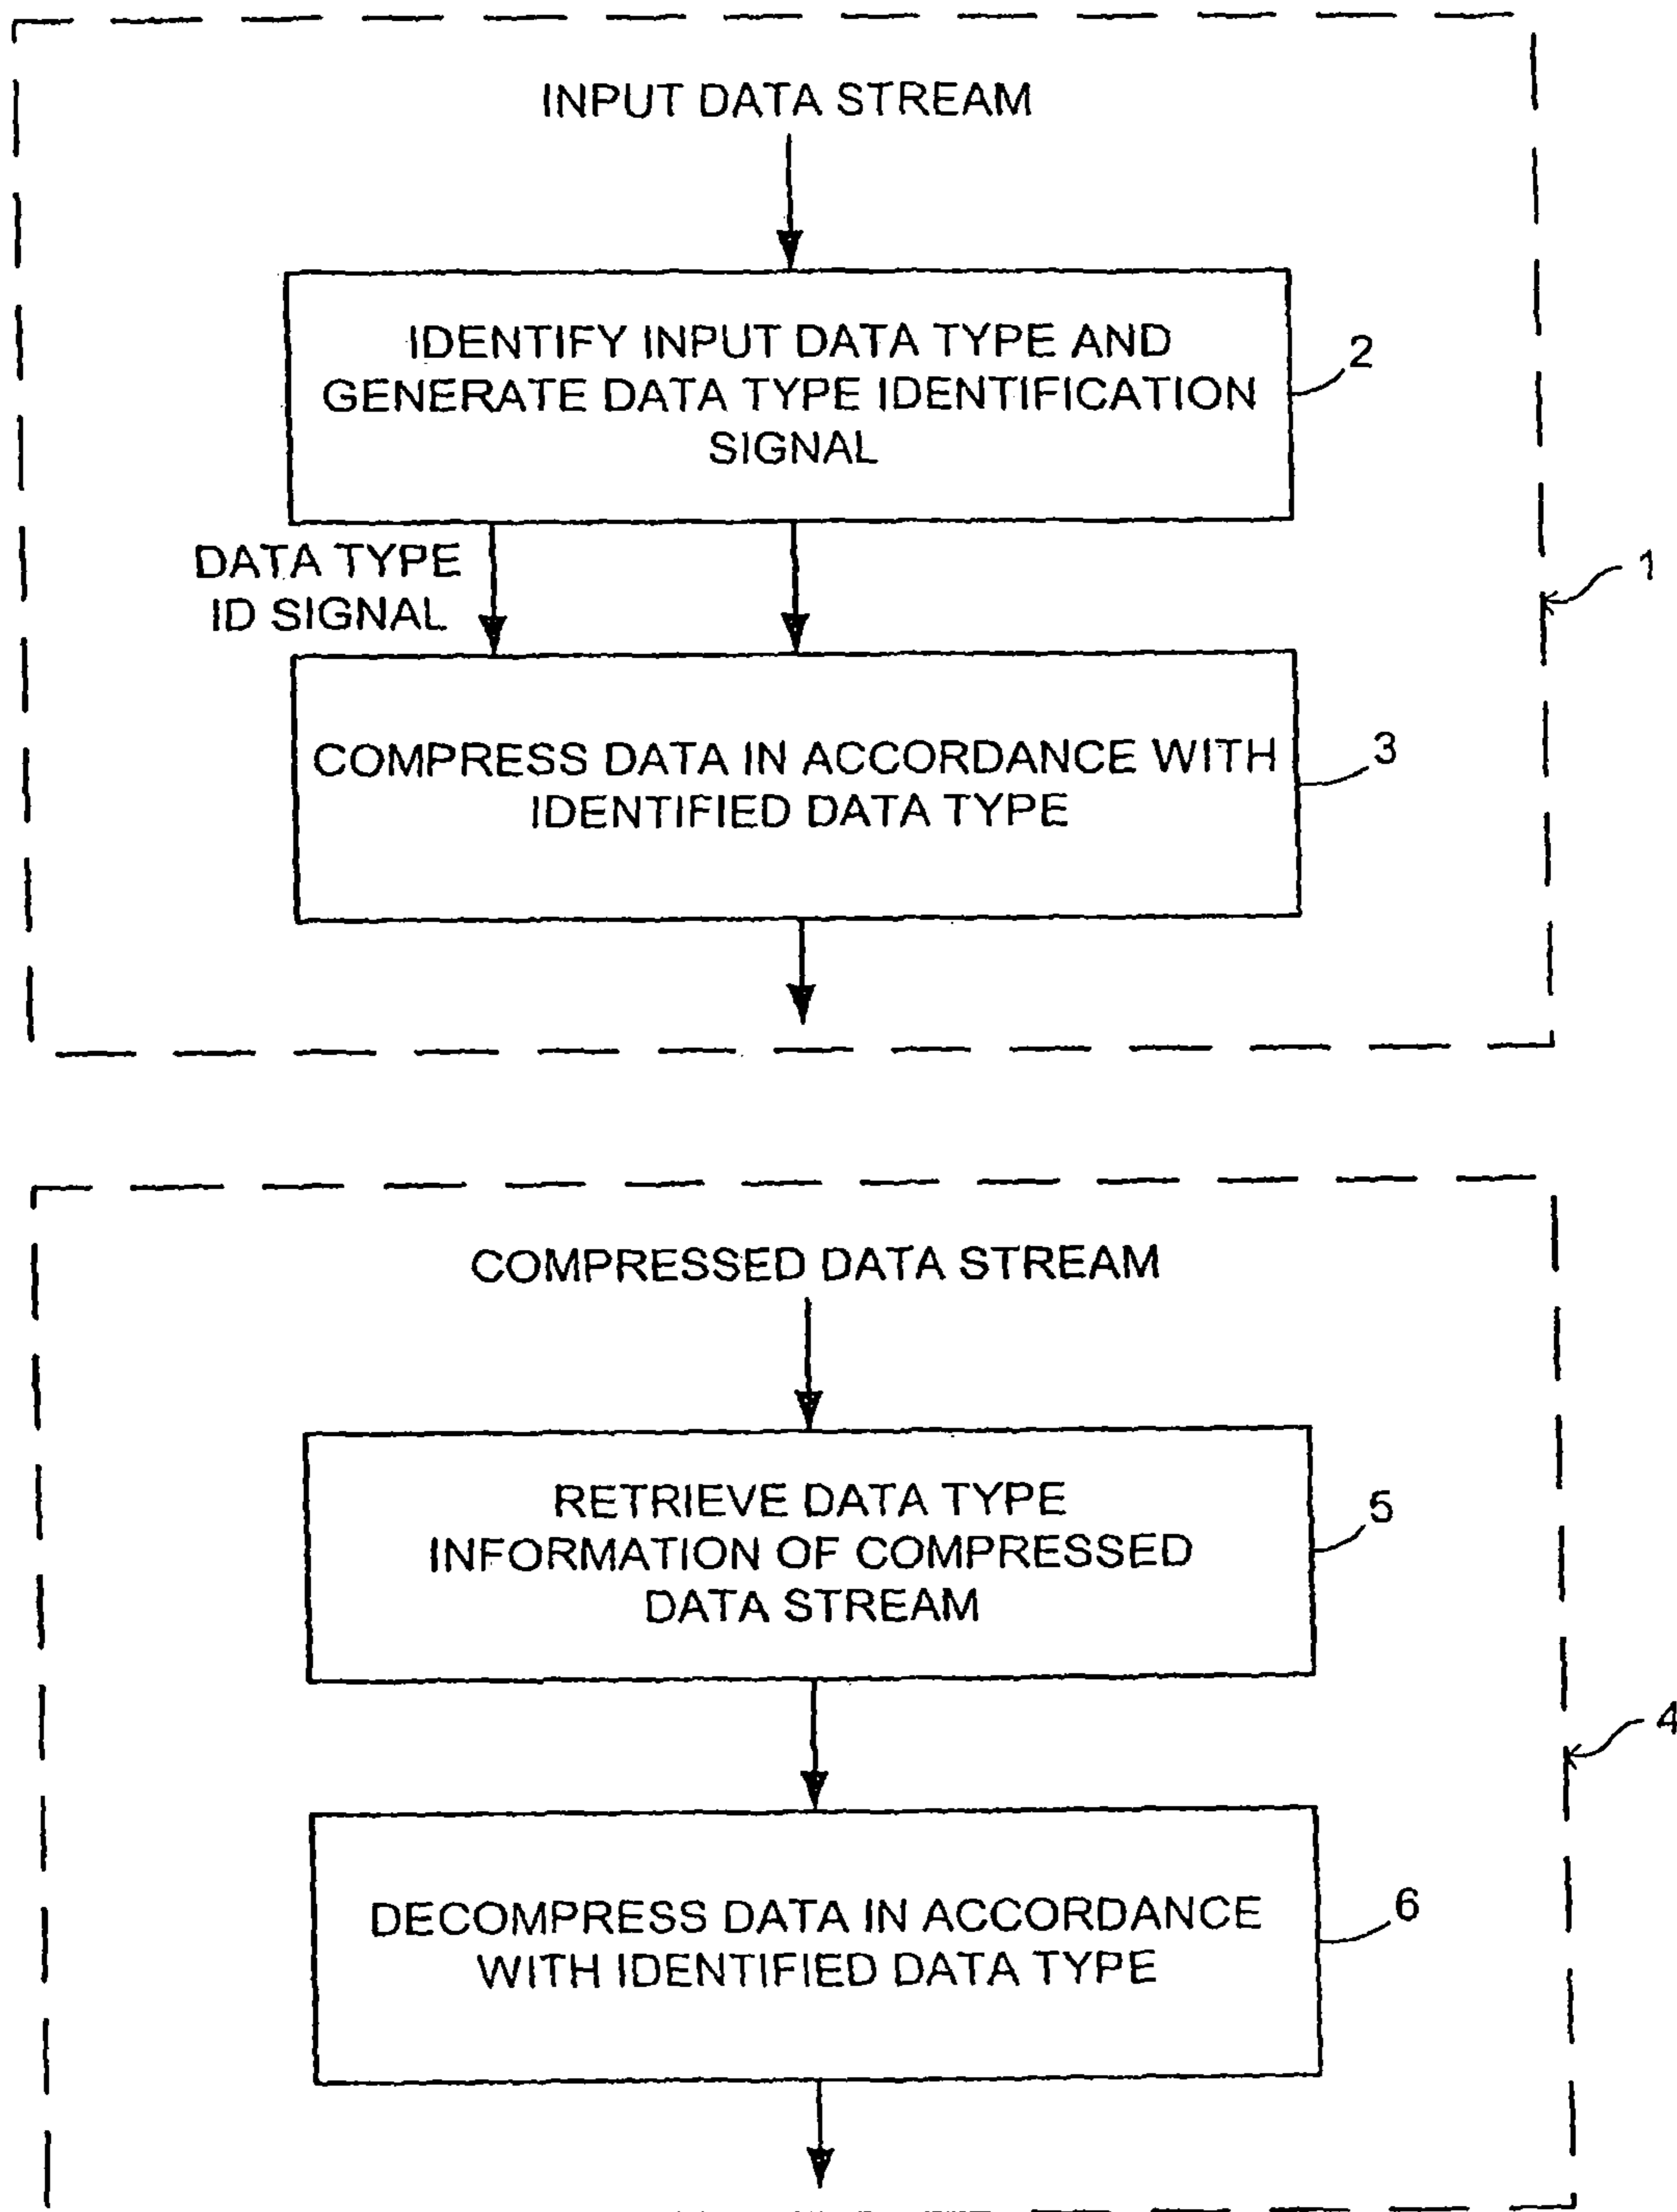 INPUT DATA STREAM
IDENTIFY INPUT DATA TYPE AND
GENERATE DATA TYPE IDENTIFICATION
SIGNAL
2
DATA TYPE
ID SIGNAL
1
COMPRESS DATA IN ACCORDANCE WITH
IDENTIFIED DATA TYPE
3
COMPRESSED DATA STREAM
RETRIEVE DATA TYPE
INFORMATION OF COMPRESSED
DATA STREAM
5
4
DECOMPRESS DATA IN ACCORDANCE
WITH IDENTIFIED DATA TYPE
6